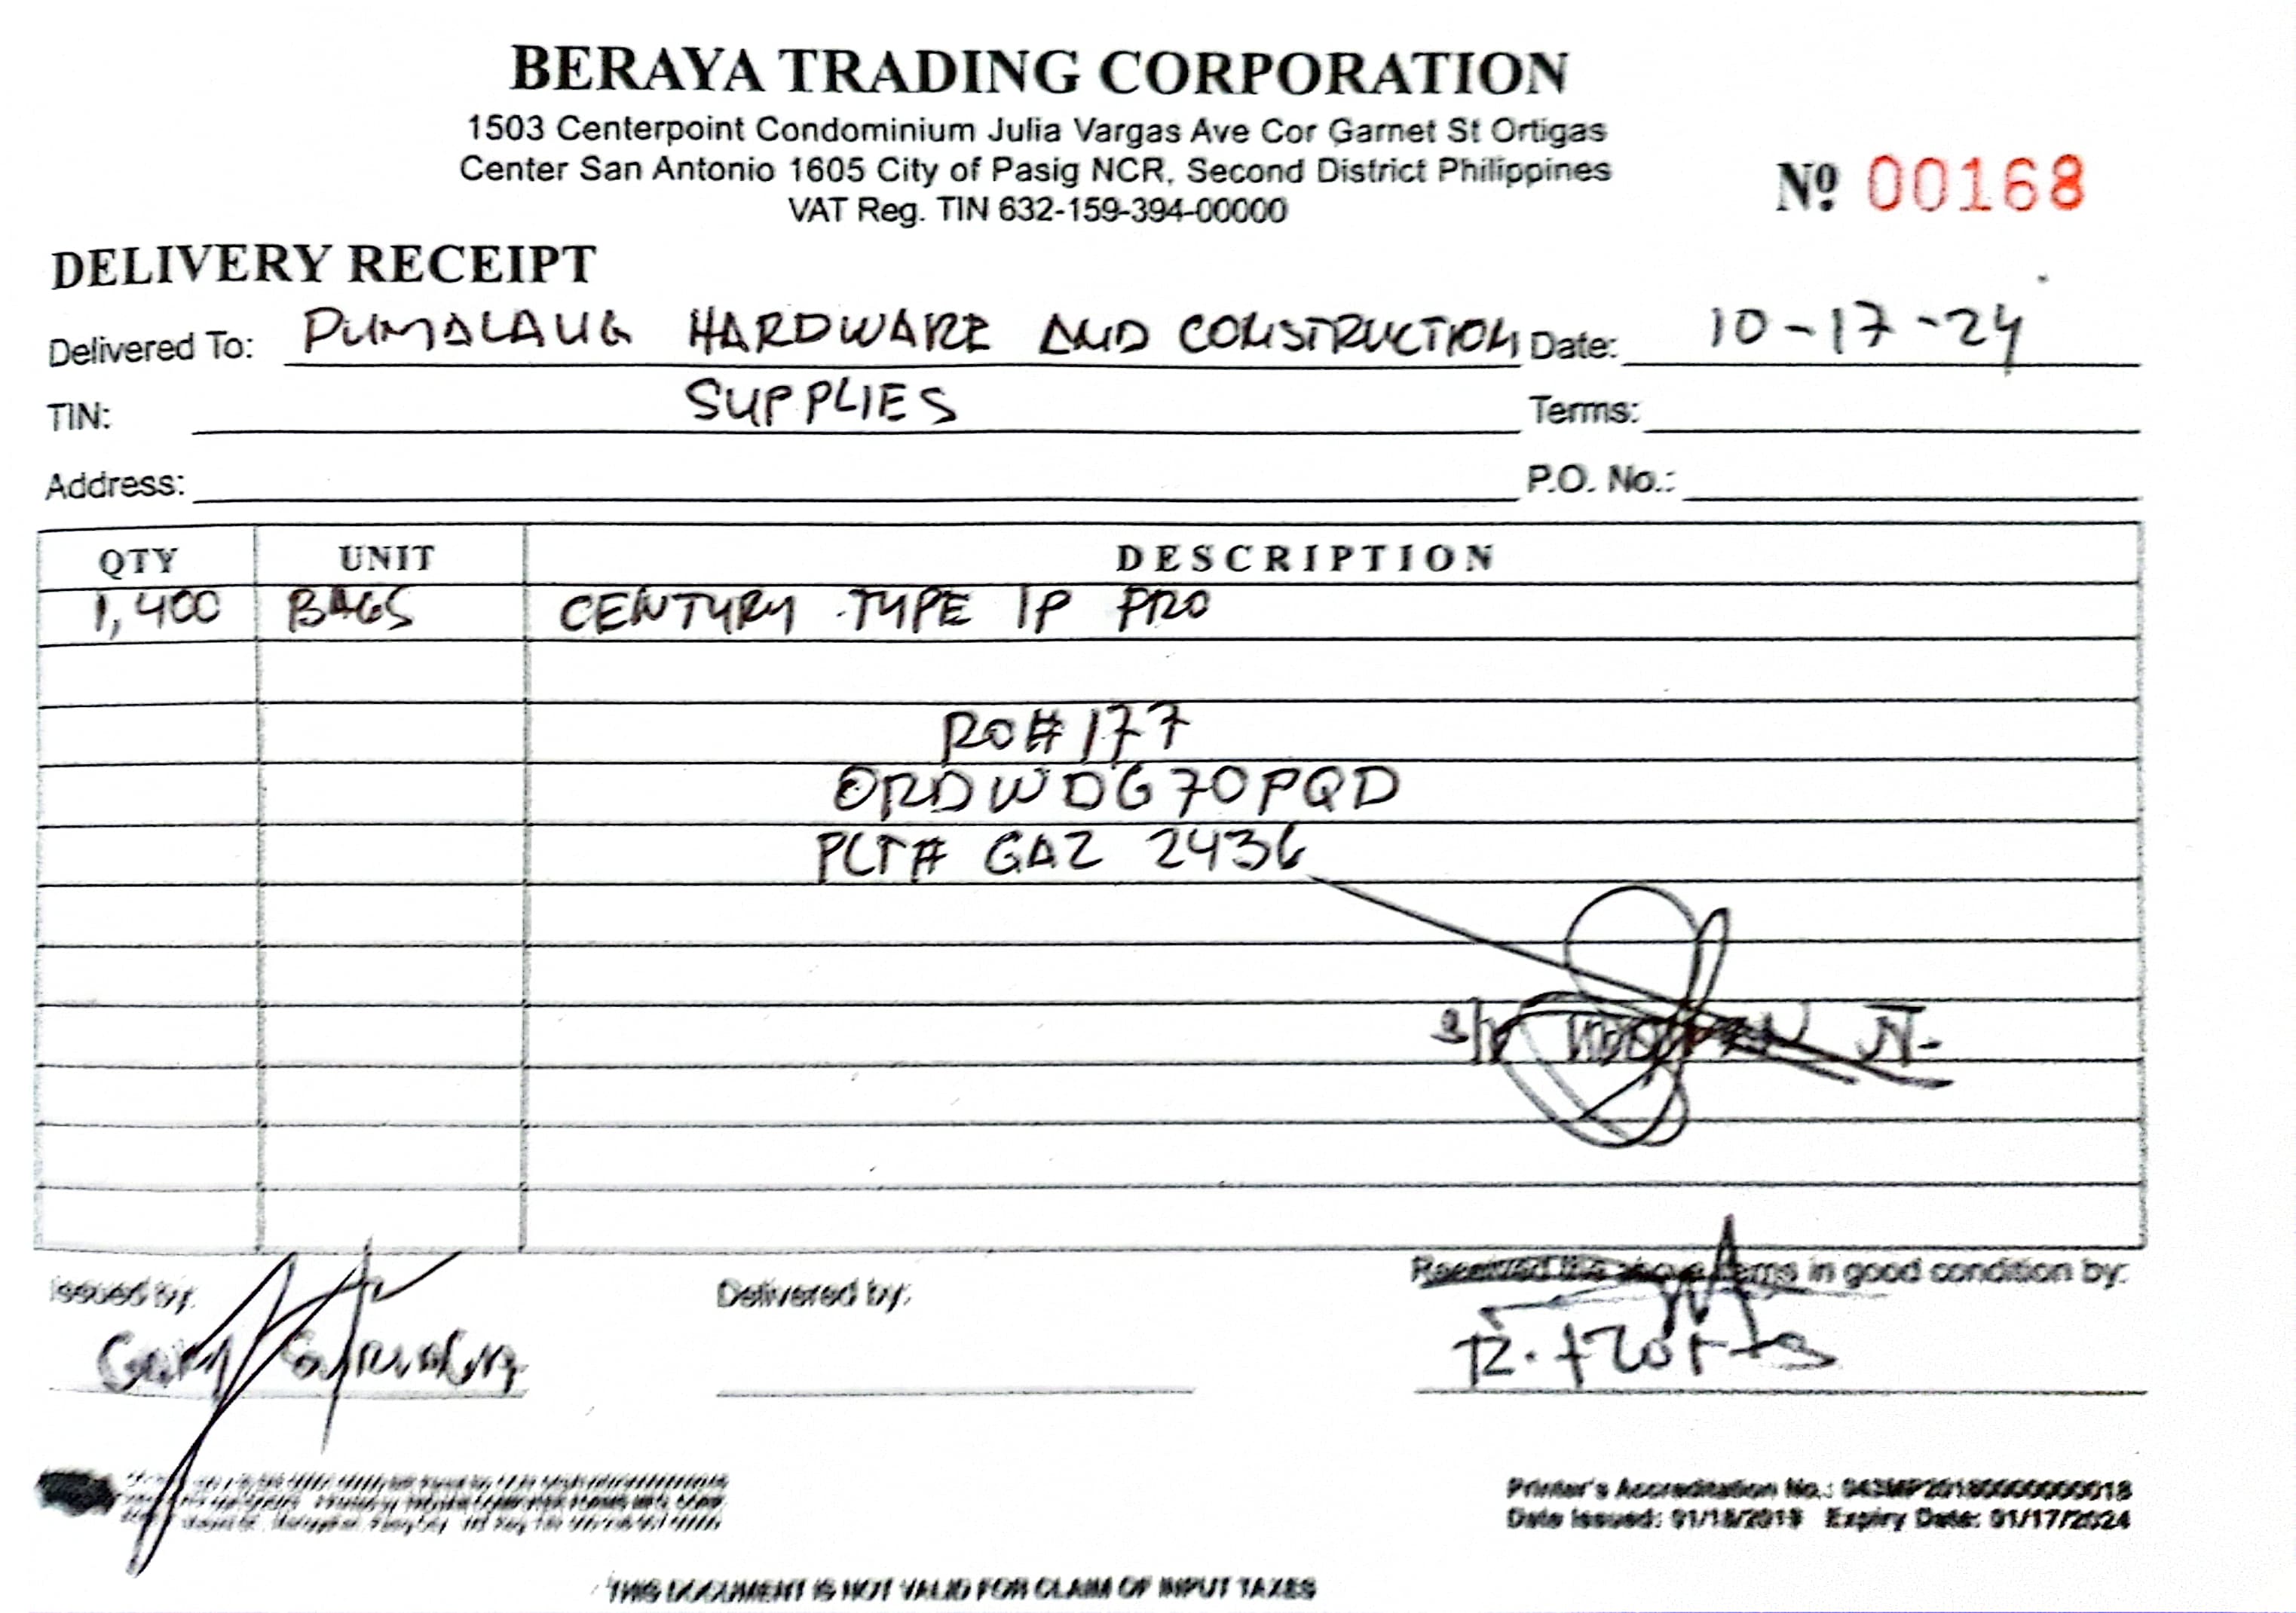 BERAYA TRADING CORPORATION
1503 Centerpoint Condominium Julia Vargas Ave Cor Garnet St Ortigas
Center San Antonio 1605 City of Pasig NCR, Second District Philippines
VAT Reg. TIN 632-159-394-00000
Nº 00168
DELIVERY RECEIPT
Delivered To: PUMALAUG HARDWARE AND CONSTRUCTION Date: 10-17-24
TIN: SUPPLIES Terms:
Address: P.O. No.:
QTY UNIT DESCRIPTION
1,400 BAGS CENTURY TYPE 1P PRO
RO# 177
ORDWDG70PQD
PLT# GAZ 2436
Issued by: Delivered by: Received the above items in good condition by:
Gary
Printer's Accreditation No.: 043MP20180000000018
Date Issued: 01/18/2019 Expiry Date: 01/17/2024
THIS DOCUMENT IS NOT VALID FOR CLAIM OF INPUT TAXES